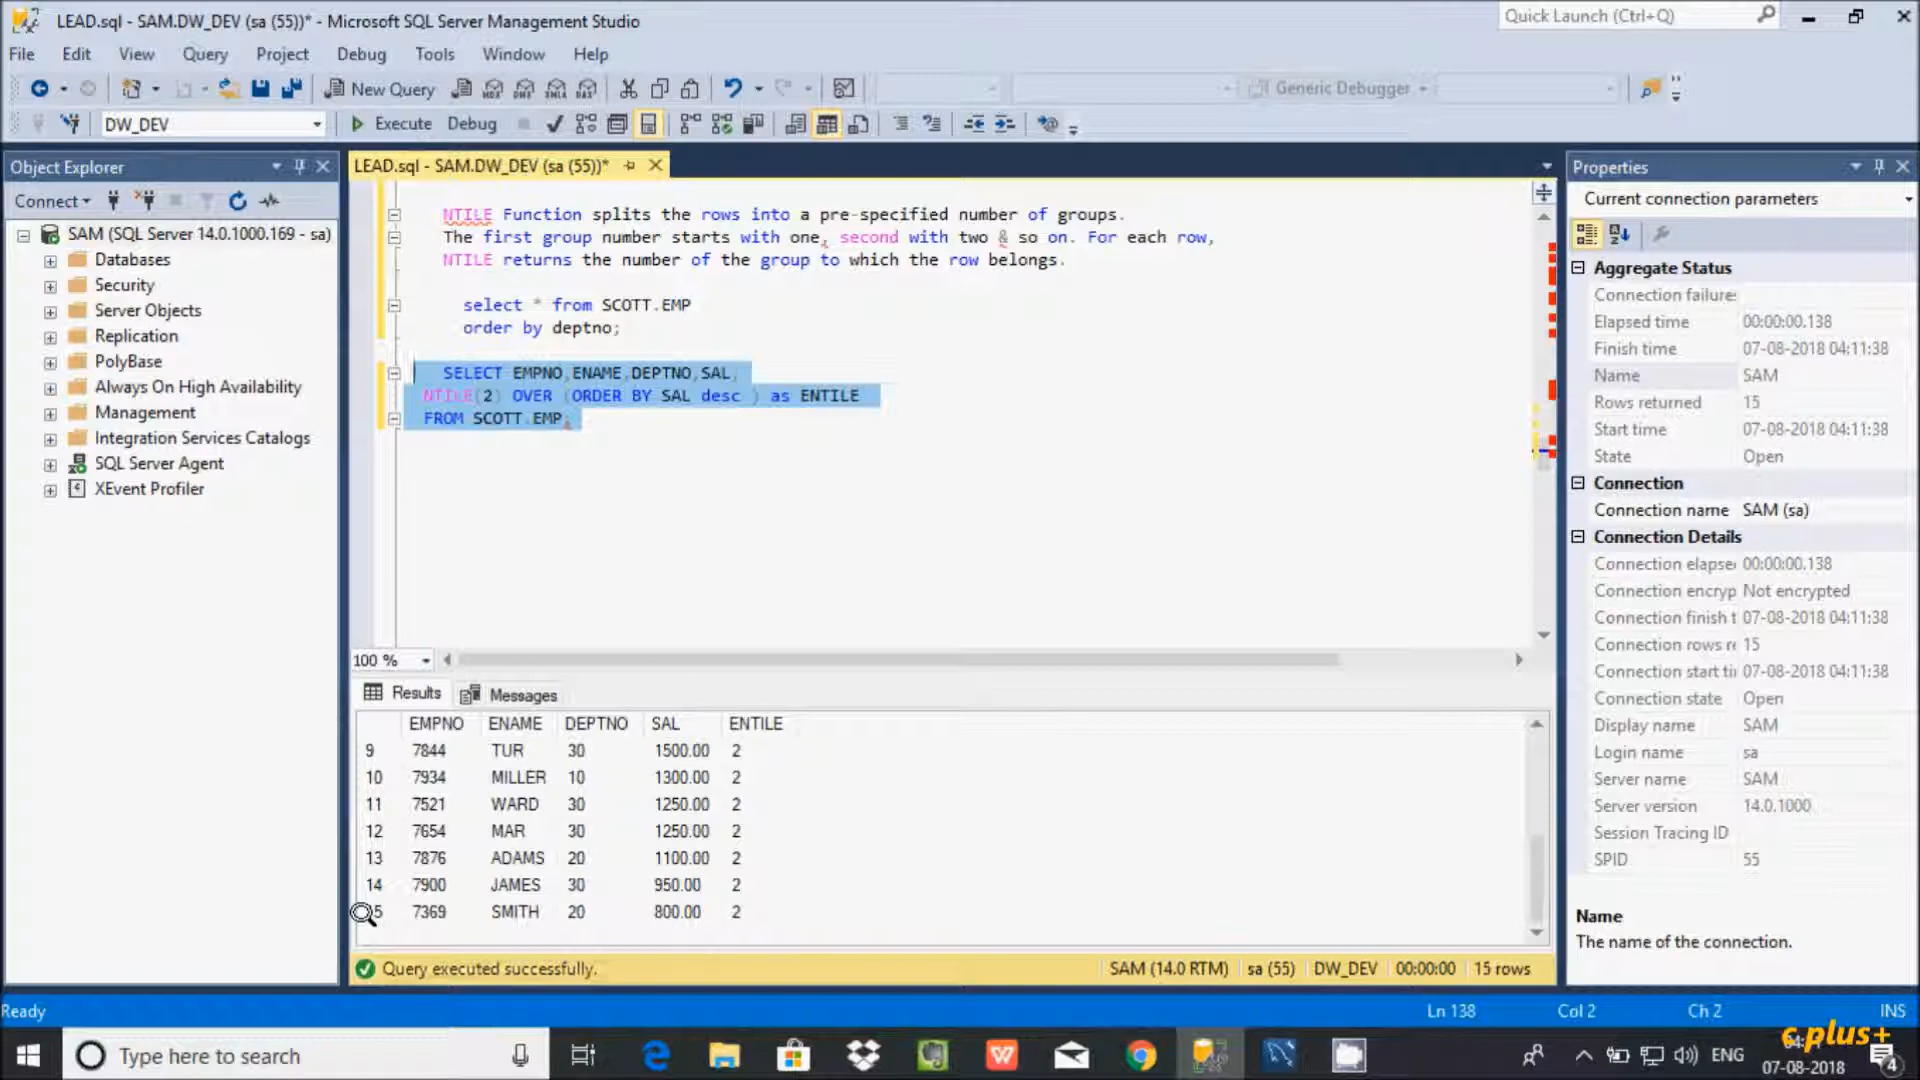 LEAD.sql - SAM.DW_DEV (sa (55))* - Microsoft SQL Server Management Studio
Quick Launch (Ctrl+Q)
File Edit View Query Project Debug Tools Window Help
New Query
Generic Debugger
DW_DEV
Execute Debug
Object Explorer
LEAD.sql - SAM.DW_DEV (sa (55))*
Properties
Connect
Current connection parameters
SAM (SQL Server 14.0.1000.169 - sa)
Databases
Security
Server Objects
Replication
PolyBase
Always On High Availability
Management
Integration Services Catalogs
SQL Server Agent
XEvent Profiler
NTILE Function splits the rows into a pre-specified number of groups.
The first group number starts with one, second with two & so on. For each row,
NTILE returns the number of the group to which the row belongs.
select * from SCOTT.EMP
order by deptno;
SELECT EMPNO,ENAME,DEPTNO,SAL,
NTILE(2) OVER (ORDER BY SAL desc ) as ENTILE
FROM SCOTT.EMP;
100 %
Results Messages
EMPNO ENAME DEPTNO SAL ENTILE
9 7844 TUR 30 1500.00 2
10 7934 MILLER 10 1300.00 2
11 7521 WARD 30 1250.00 2
12 7654 MAR 30 1250.00 2
13 7876 ADAMS 20 1100.00 2
14 7900 JAMES 30 950.00 2
5 7369 SMITH 20 800.00 2
Query executed successfully.
SAM (14.0 RTM) sa (55) DW_DEV 00:00:00 15 rows
Aggregate Status
Connection failure
Elapsed time 00:00:00.138
Finish time 07-08-2018 04:11:38
Name SAM
Rows returned 15
Start time 07-08-2018 04:11:38
State Open
Connection
Connection name SAM (sa)
Connection Details
Connection elapse 00:00:00.138
Connection encryp Not encrypted
Connection finish t 07-08-2018 04:11:38
Connection rows re 15
Connection start ti 07-08-2018 04:11:38
Connection state Open
Display name SAM
Login name sa
Server name SAM
Server version 14.0.1000
Session Tracing ID
SPID 55
Name
The name of the connection.
Ready
Ln 138 Col 2 Ch 2 INS
Type here to search
ENG
c plus+
07-08-2018
4